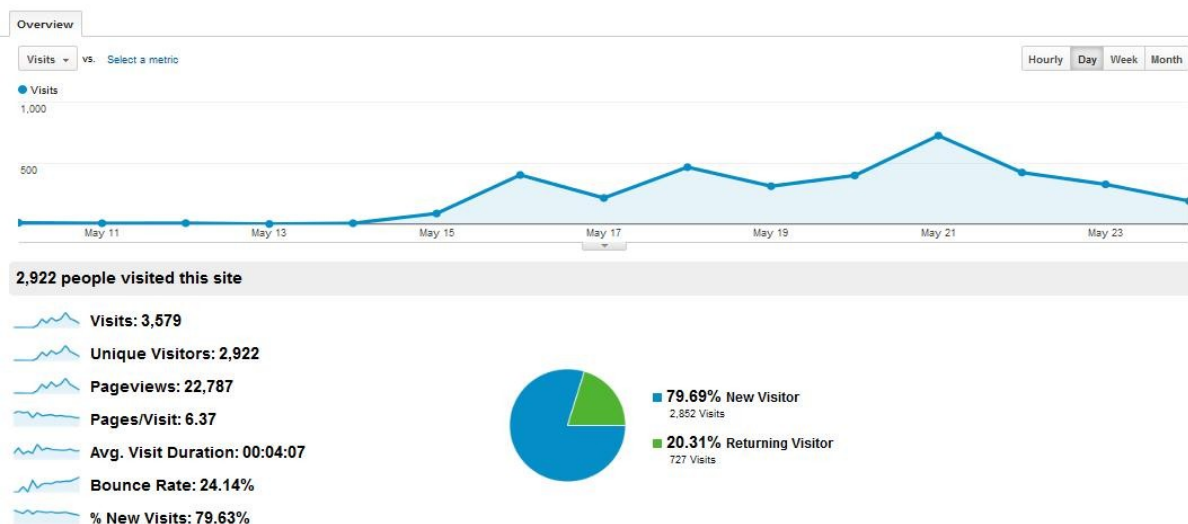 Overview
Visits vs. Select a metric Hourly Day Week Month
Visits
1,000
500
May 11 May 13 May 15 May 17 May 19 May 21 May 23
2,922 people visited this site
Visits: 3,579
Unique Visitors: 2,922
Pageviews: 22,787
Pages/Visit: 6.37
Avg. Visit Duration: 00:04:07
Bounce Rate: 24.14%
% New Visits: 79.63%
79.69% New Visitor
2,852 Visits
20.31% Returning Visitor
727 Visits